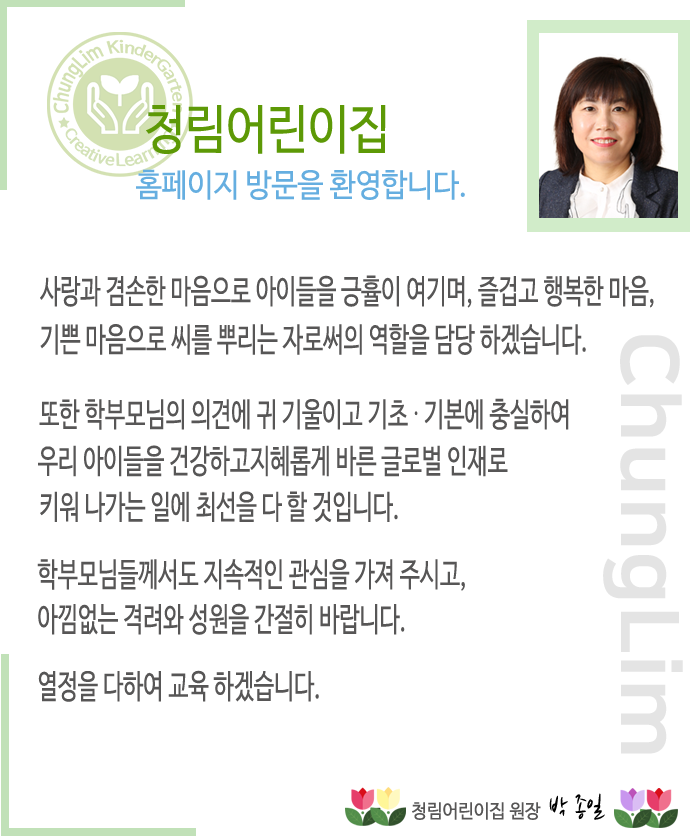 ChungLim KinderGarten
CreativeLearn
청림어린이집
홈페이지 방문을 환영합니다.
사랑과 겸손한 마음으로 아이들을 긍휼이 여기며, 즐겁고 행복한 마음,
기쁜 마음으로 씨를 뿌리는 자로써의 역할을 담당 하겠습니다.
또한 학부모님의 의견에 귀 기울이고 기초 · 기본에 충실하여
우리 아이들을 건강하고지혜롭게 바른 글로벌 인재로
키워 나가는 일에 최선을 다 할 것입니다.
학부모님들께서도 지속적인 관심을 가져 주시고,
아낌없는 격려와 성원을 간절히 바랍니다.
열정을 다하여 교육 하겠습니다.
ChungLim
청림어린이집 원장 박종일